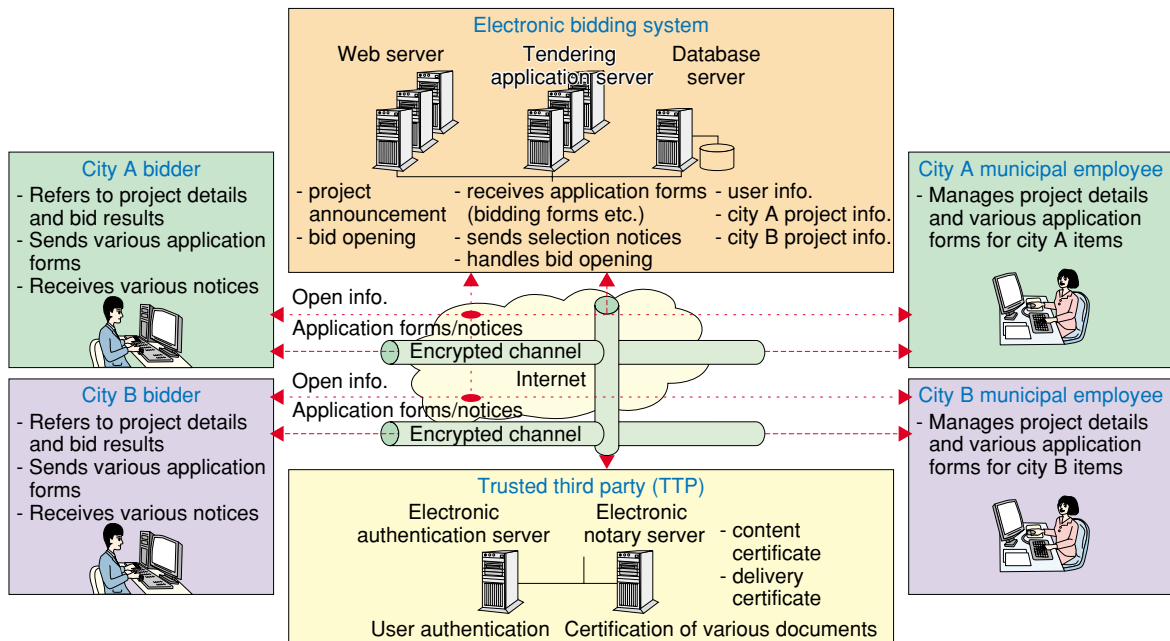 Electronic bidding system
Web server
Tendering
application server
Database
server
- project
announcement
- bid opening
- receives application forms
(bidding forms etc.)
- sends selection notices
- handles bid opening
- user info.
- city A project info.
- city B project info.
City A bidder
- Refers to project details
and bid results
- Sends various application
forms
- Receives various notices
City A municipal employee
- Manages project details
and various application
forms for city A items
Open info.
Application forms/notices
Encrypted channel
Internet
Open info.
Application forms/notices
Encrypted channel
City B bidder
- Refers to project details
and bid results
- Sends various application
forms
- Receives various notices
City B municipal employee
- Manages project details
and various application
forms for city B items
Trusted third party (TTP)
Electronic
authentication server
Electronic
notary server
- content
certificate
- delivery
certificate
User authentication
Certification of various documents